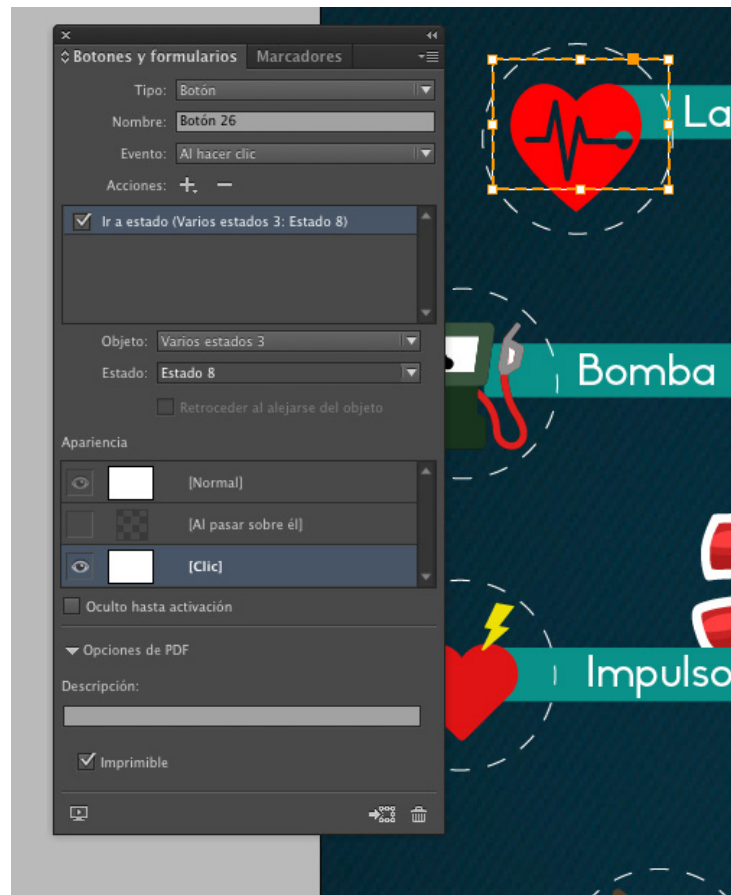 Botones y formularios Marcadores
Tipo: Botón
Nombre: Botón 26
Evento: Al hacer clic
Acciones:
Ir a estado (Varios estados 3: Estado 8)
Objeto: Varios estados 3
Estado: Estado 8
Retroceder al alejarse del objeto
Apariencia
[Normal]
[Al pasar sobre él]
[Clic]
Oculto hasta activación
Opciones de PDF
Descripción:
Imprimible
La
Bomba
Impulso